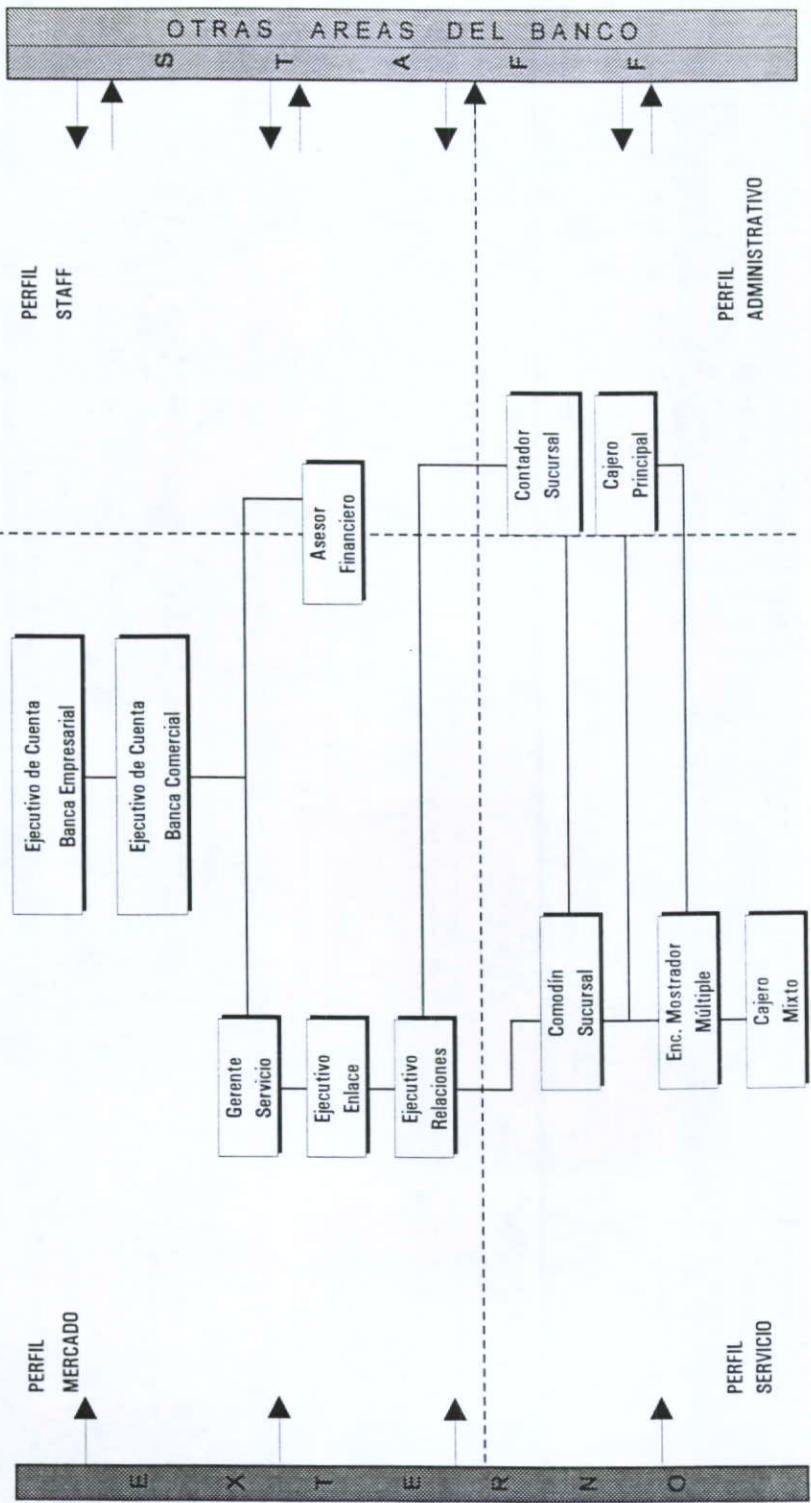 OTRAS AREAS DEL BANCO
S T A F F
PERFIL
STAFF
PERFIL
ADMINISTRATIVO
Ejecutivo de Cuenta
Banca Empresarial
Ejecutivo de Cuenta
Banca Comercial
Asesor
Financiero
Contador
Sucursal
Cajero
Principal
Gerente
Servicio
Ejecutivo
Enlace
Ejecutivo
Relaciones
Comodín
Sucursal
Enc. Mostrador
Múltiple
Cajero
Mixto
PERFIL
MERCADO
PERFIL
SERVICIO
E X T E R N O